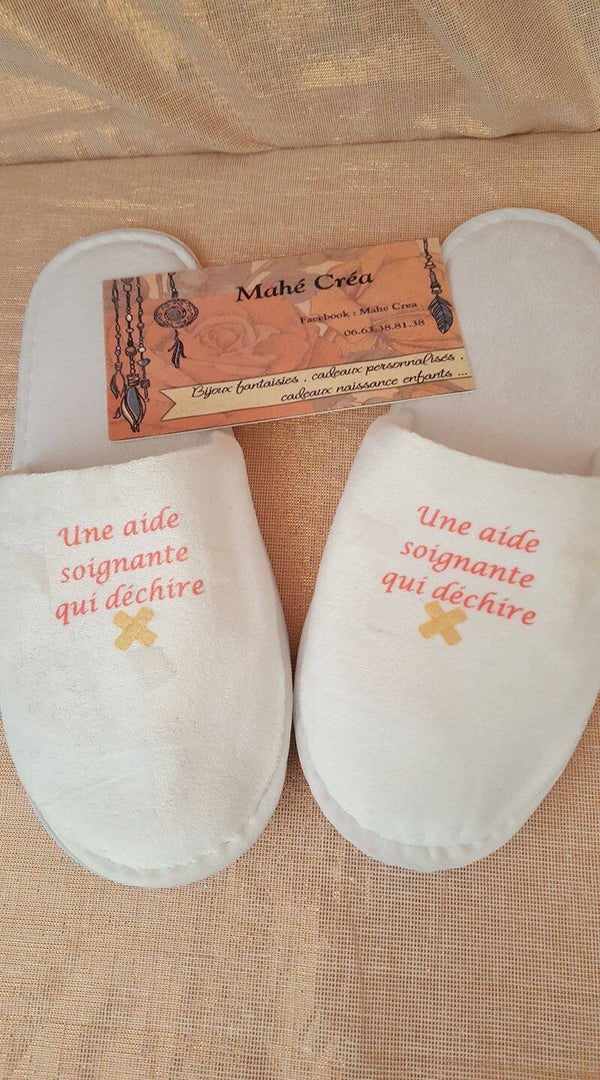 Mahé Créa
Facebook : Mahe Crea
06.63.38.81.38
Bijoux fantaisies , cadeaux personnalisés ,
cadeaux naissance enfants ...
Une aide
soignante
qui déchire
Une aide
soignante
qui déchire